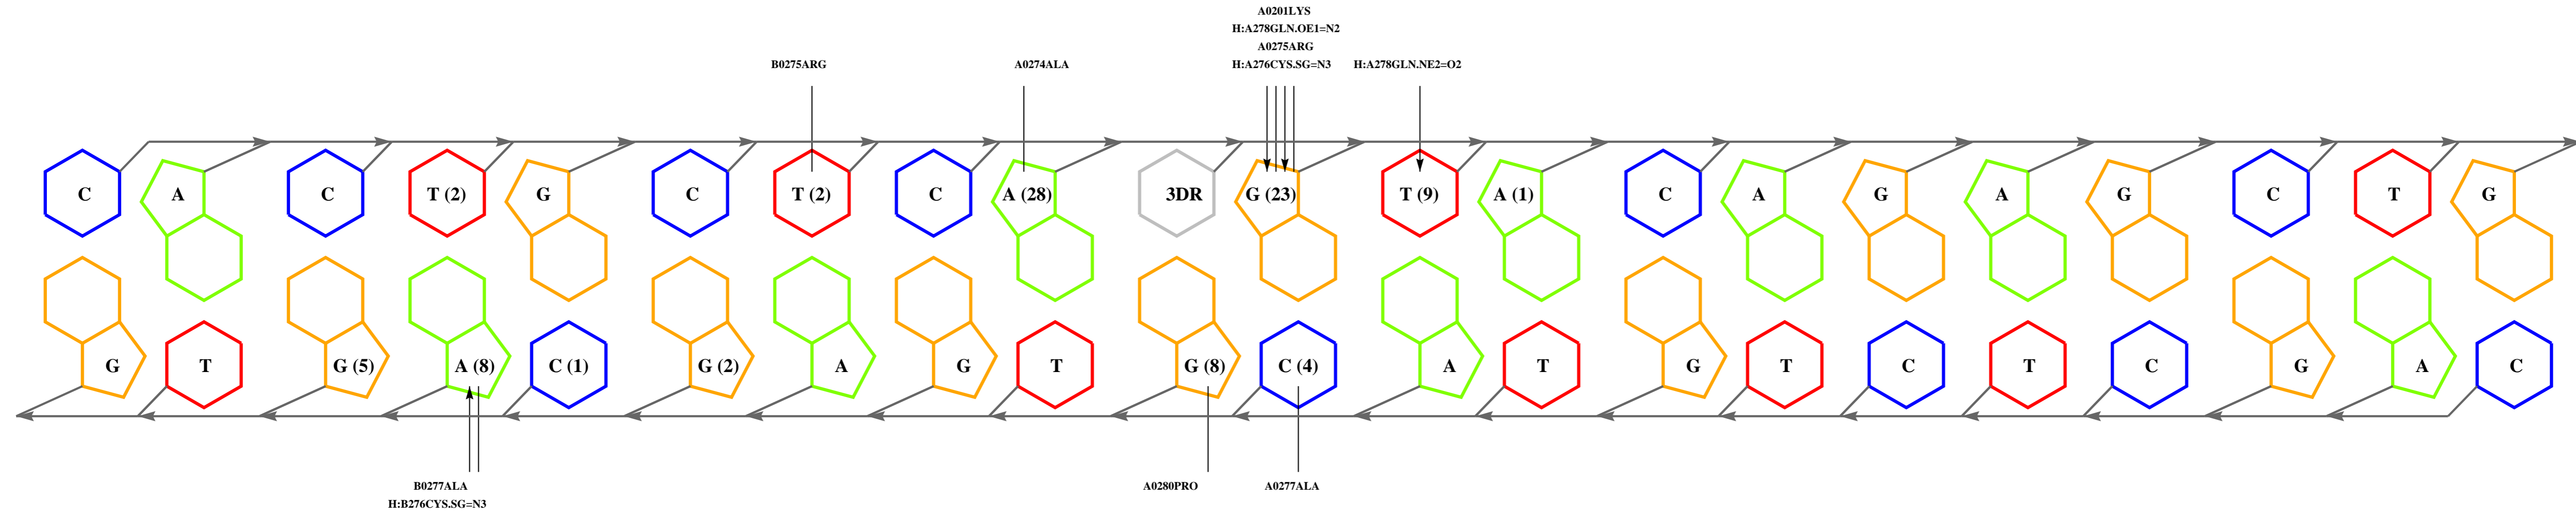 A0201LYS
H:A278GLN.OE1=N2
A0275ARG
B0275ARG A0274ALA H:A276CYS.SG=N3 H:A278GLN.NE2=O2
C A C T (2) G C T (2) C A (28) 3DR G (23) T (9) A (1) C A G A G C T G
G T G (5) A (8) C (1) G (2) A G T G (8) C (4) A T G T C T C G A C
B0277ALA A0280PRO A0277ALA
H:B276CYS.SG=N3